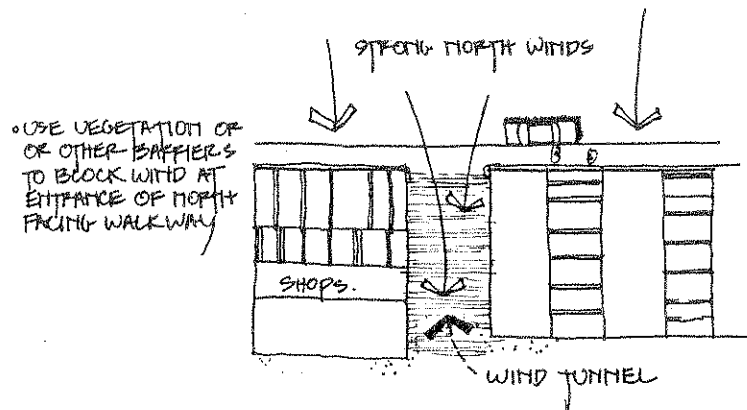 STRONG NORTH WINDS
• USE VEGETATION OR
OR OTHER BARRIERS
TO BLOCK WIND AT
ENTRANCE OF NORTH
FACING WALKWAY
SHOPS.
WIND TUNNEL